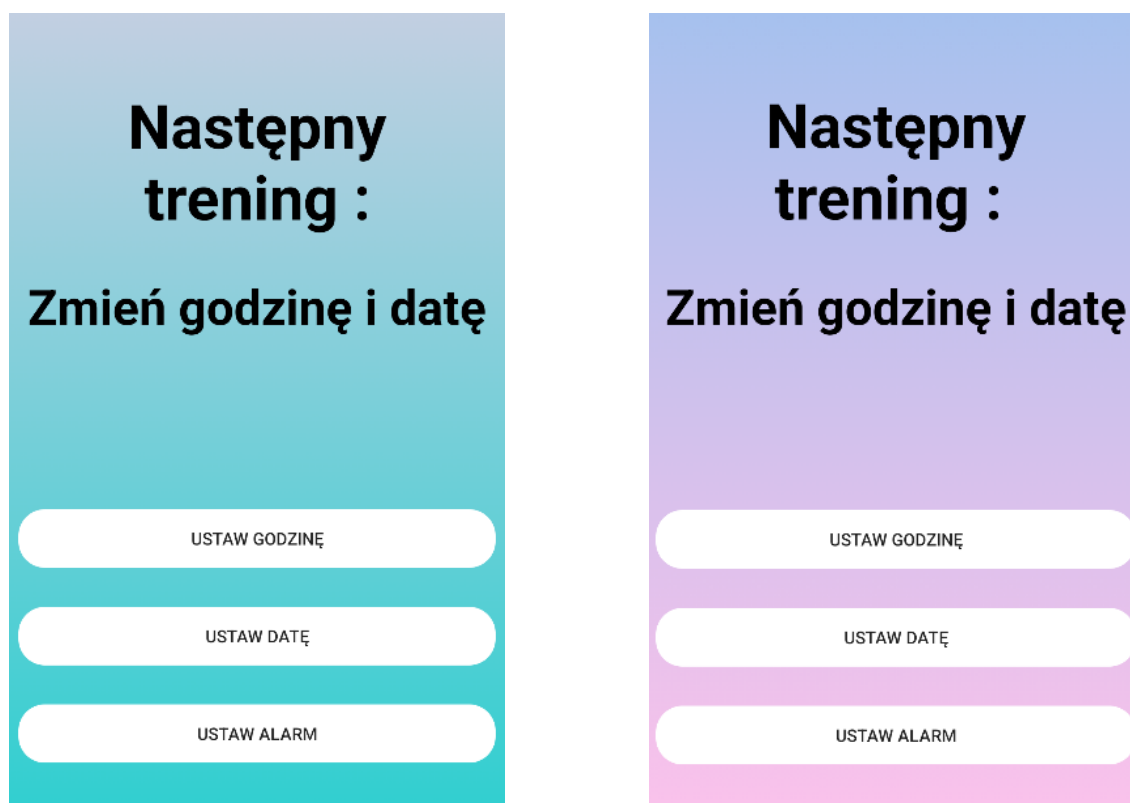 Następny
trening :
Zmień godzinę i datę
USTAW GODZINĘ
USTAW DATĘ
USTAW ALARM
Następny
trening :
Zmień godzinę i datę
USTAW GODZINĘ
USTAW DATĘ
USTAW ALARM